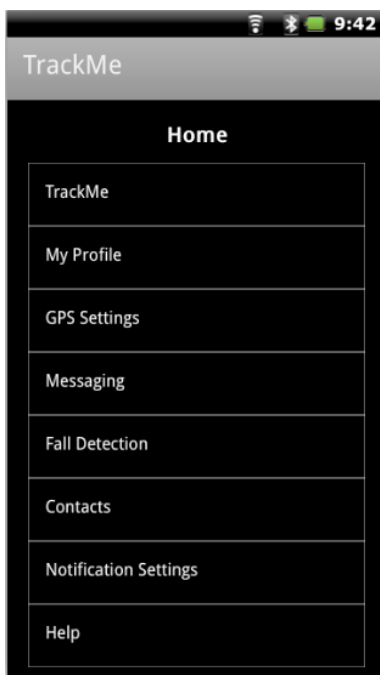 9:42
TrackMe
Home
TrackMe
My Profile
GPS Settings
Messaging
Fall Detection
Contacts
Notification Settings
Help